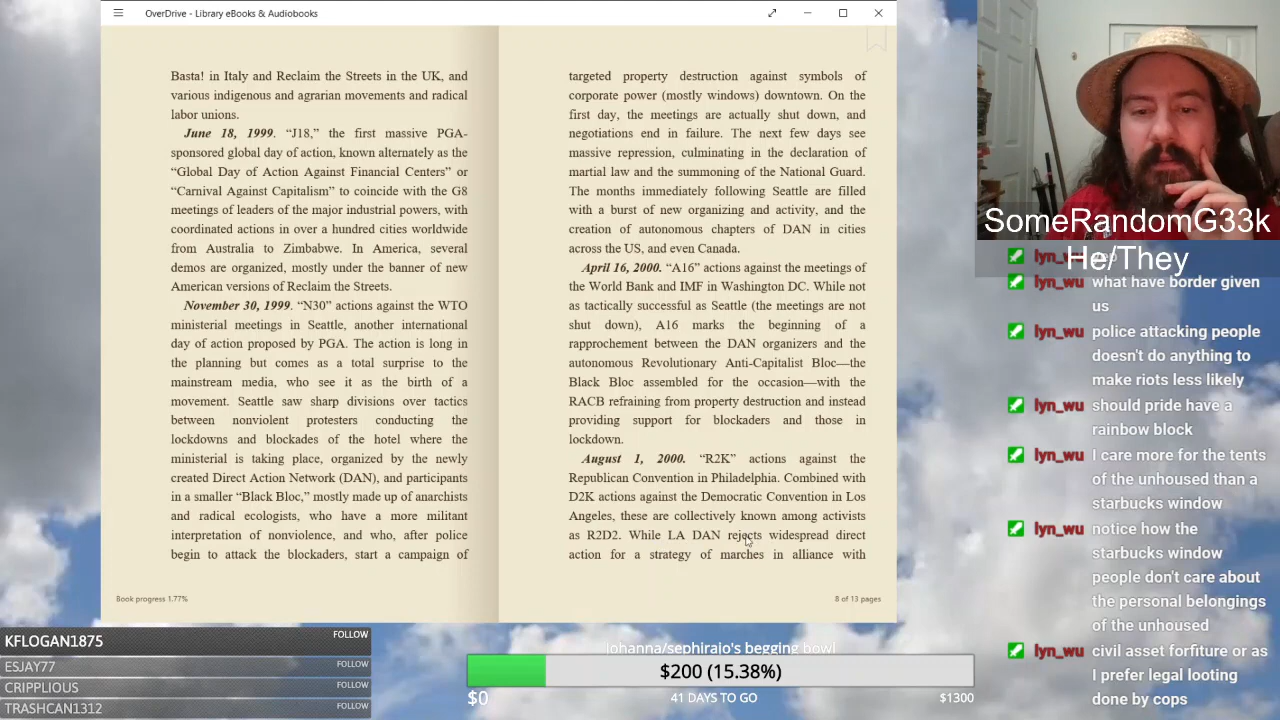 OverDrive - Library eBooks & Audiobooks
Basta! in Italy and Reclaim the Streets in the UK, and
various indigenous and agrarian movements and radical
labor unions.
June 18, 1999. “J18,” the first massive PGA-
sponsored global day of action, known alternately as the
“Global Day of Action Against Financial Centers” or
“Carnival Against Capitalism” to coincide with the G8
meetings of leaders of the major industrial powers, with
coordinated actions in over a hundred cities worldwide
from Australia to Zimbabwe. In America, several
demos are organized, mostly under the banner of new
American versions of Reclaim the Streets.
November 30, 1999. “N30” actions against the WTO
ministerial meetings in Seattle, another international
day of action proposed by PGA. The action is long in
the planning but comes as a total surprise to the
mainstream media, who see it as the birth of a
movement. Seattle saw sharp divisions over tactics
between nonviolent protesters conducting the
lockdowns and blockades of the hotel where the
ministerial is taking place, organized by the newly
created Direct Action Network (DAN), and participants
in a smaller “Black Bloc,” mostly made up of anarchists
and radical ecologists, who have a more militant
interpretation of nonviolence, and who, after police
begin to attack the blockaders, start a campaign of
Book progress 1.77%
targeted property destruction against symbols of
corporate power (mostly windows) downtown. On the
first day, the meetings are actually shut down, and
negotiations end in failure. The next few days see
massive repression, culminating in the declaration of
martial law and the summoning of the National Guard.
The months immediately following Seattle are filled
with a burst of new organizing and activity, and the
creation of autonomous chapters of DAN in cities
across the US, and even Canada.
April 16, 2000. “A16” actions against the meetings of
the World Bank and IMF in Washington DC. While not
as tactically successful as Seattle (the meetings are not
shut down), A16 marks the beginning of a
rapprochement between the DAN organizers and the
autonomous Revolutionary Anti-Capitalist Bloc—the
Black Bloc assembled for the occasion—with the
RACB refraining from property destruction and instead
providing support for blockaders and those in
lockdown.
August 1, 2000. “R2K” actions against the
Republican Convention in Philadelphia. Combined with
D2K actions against the Democratic Convention in Los
Angeles, these are collectively known among activists
as R2D2. While LA DAN rejects widespread direct
action for a strategy of marches in alliance with
8 of 13 pages
SomeRandomG33k
He/They
lyn_wu
lyn_wu what have border given
us
lyn_wu police attacking people
doesn't do anything to
make riots less likely
lyn_wu should pride have a
rainbow block
lyn_wu I care more for the tents
of the unhoused than a
starbucks window
lyn_wu notice how the
starbucks window
people don't care about
the personal belongings
of the unhoused
lyn_wu civil asset forfiture or as
I prefer legal looting
done by cops
KFLOGAN1875 FOLLOW
ESJAY77 FOLLOW
CRIPPLIOUS FOLLOW
TRASHCAN1312 FOLLOW
johanna/sephiraio's begging bowl
$200 (15.38%)
$0 41 DAYS TO GO $1300